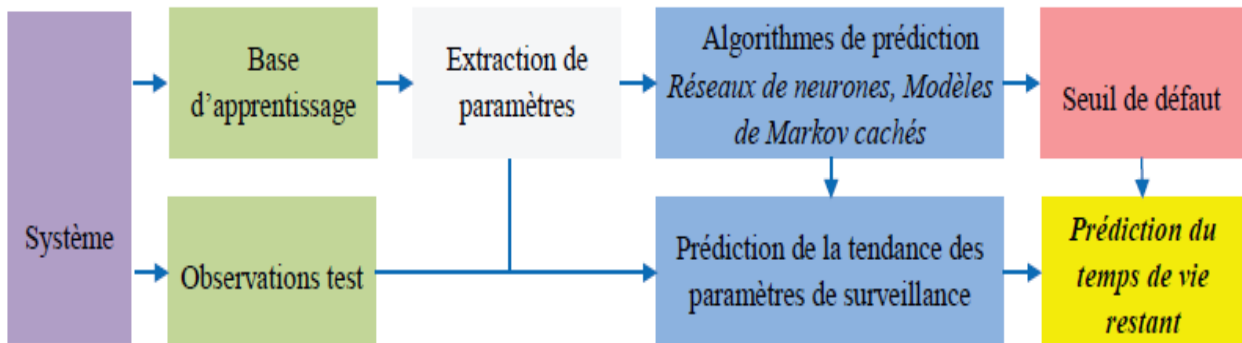 Système
Base
d’apprentissage
Extraction de
paramètres
Algorithmes de prédiction
Réseaux de neurones, Modèles
de Markov cachés
Seuil de défaut
Observations test
Prédiction de la tendance des
paramètres de surveillance
Prédiction du
temps de vie
restant